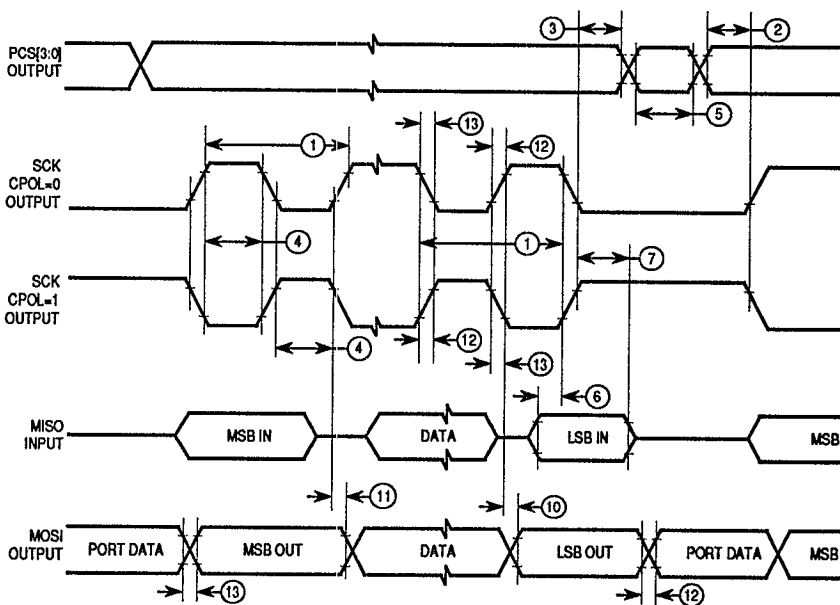 PCS[3:0]
OUTPUT
3
2
5
13
12
1
SCK
CPOL=0
OUTPUT
4
1
7
SCK
CPOL=1
OUTPUT
4
12
13
6
MISO
INPUT
MSB IN
DATA
LSB IN
MSB
11
10
MOSI
OUTPUT
PORT DATA
MSB OUT
DATA
LSB OUT
PORT DATA
MSB
13
12